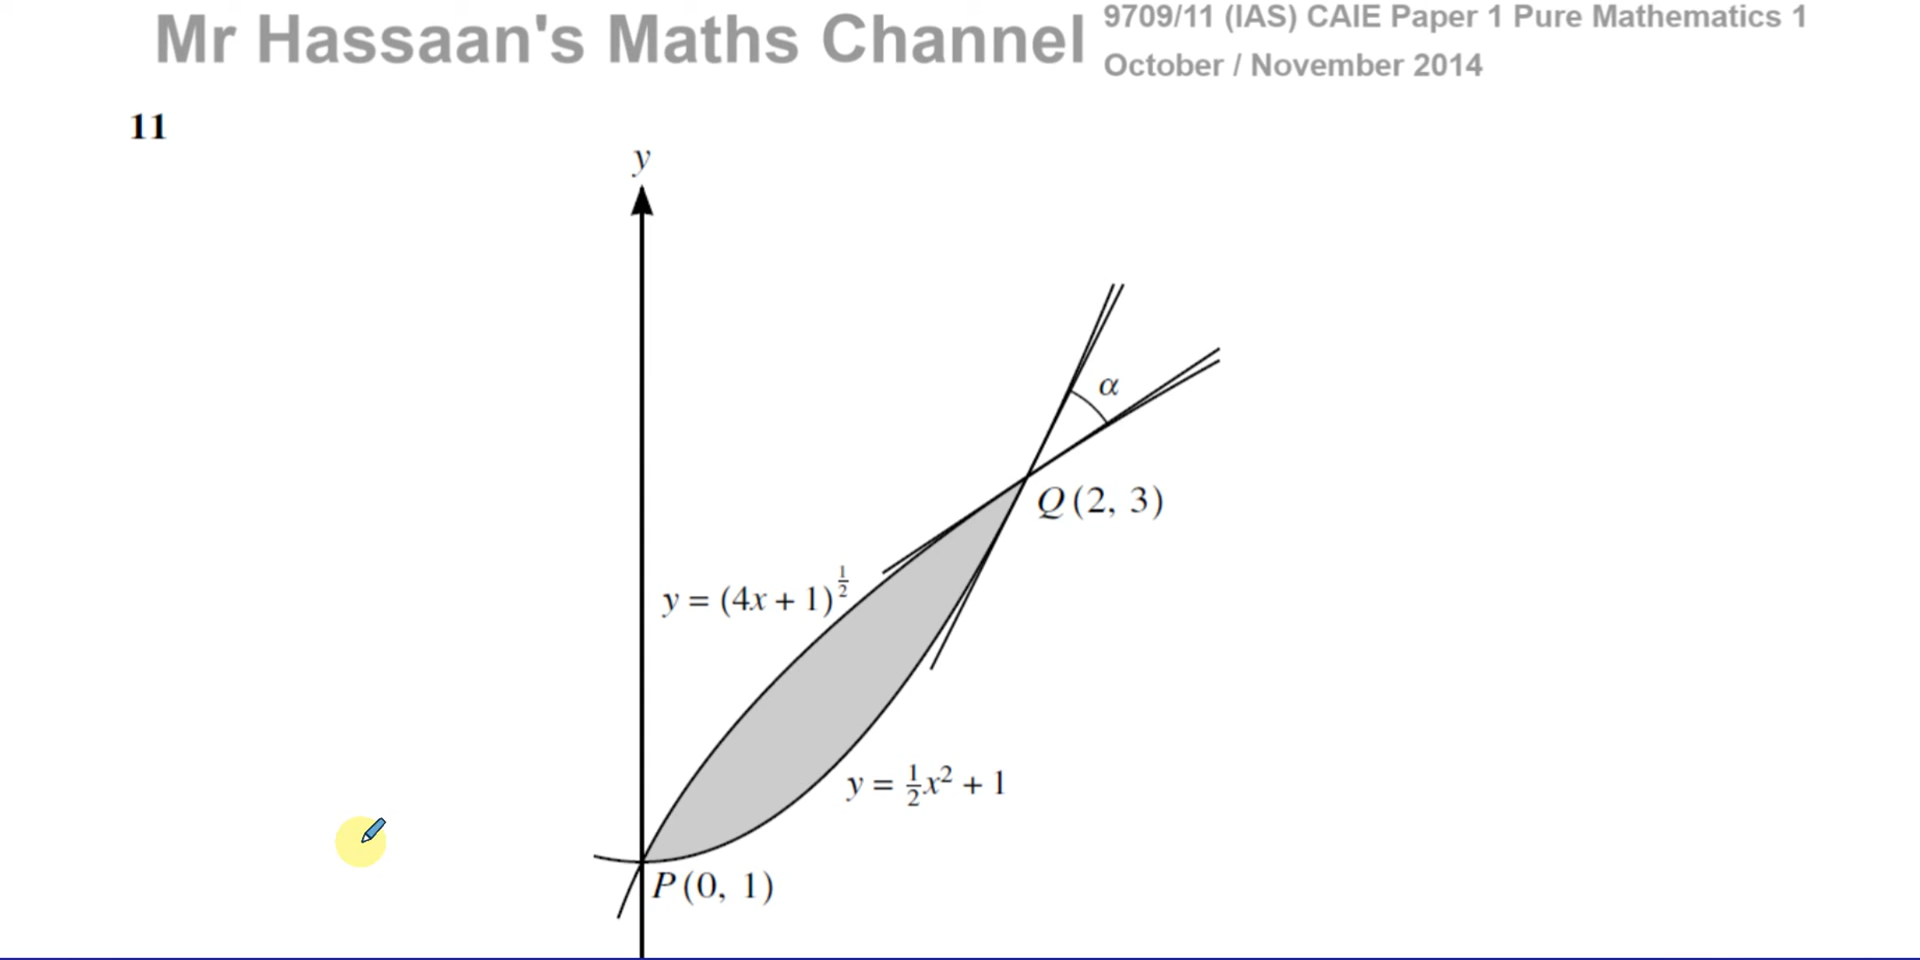 Mr Hassaan's Maths Channel
9709/11 (IAS) CAIE Paper 1 Pure Mathematics 1
October / November 2014
11
y
α
Q (2, 3)
y = (4x + 1)^½
y = ½x² + 1
P (0, 1)